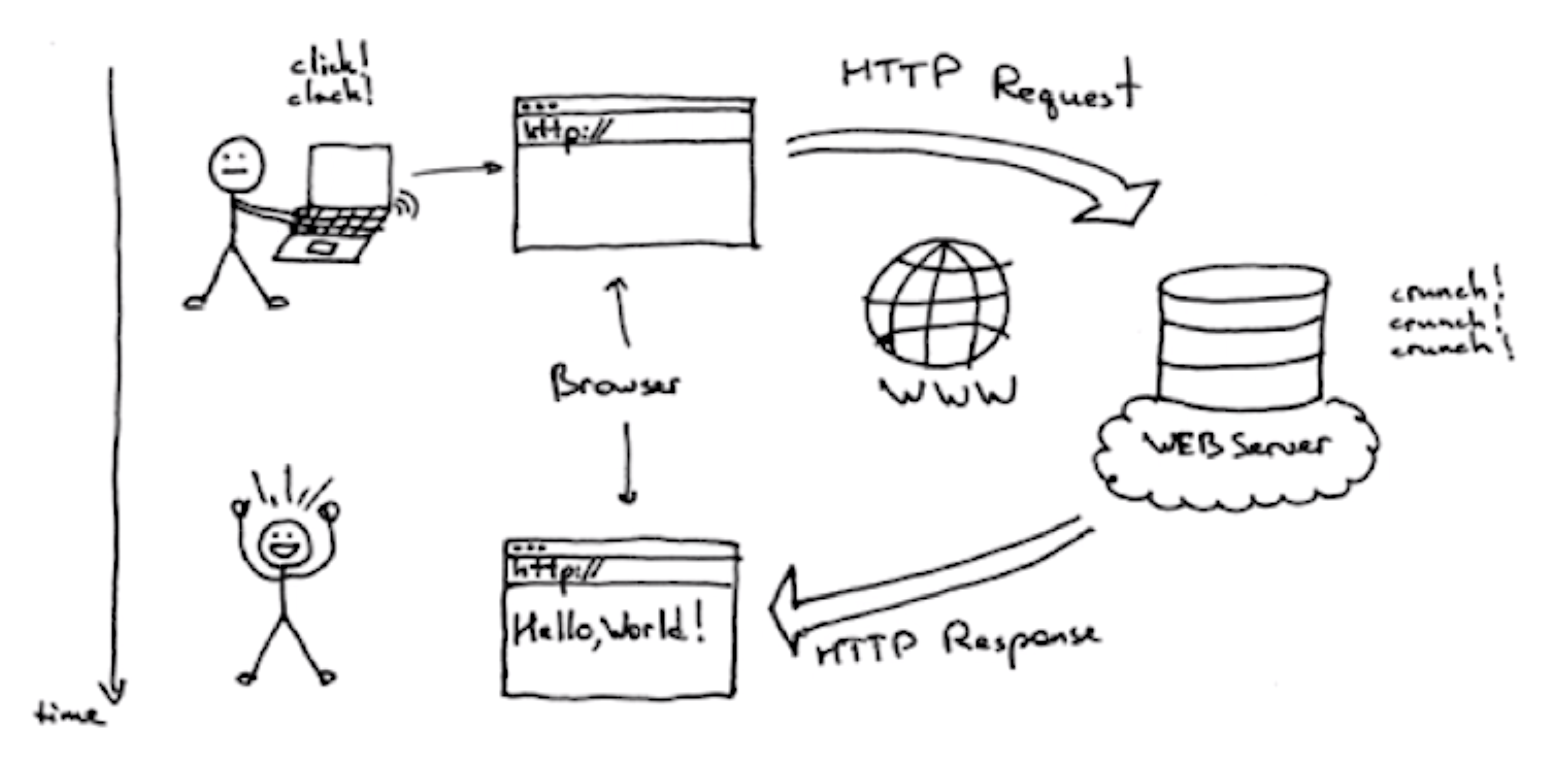 click!
clack!
HTTP Request
http://
crunch!
crunch!
crunch!
Browser
WWW
WEB Server
http://
Hello, World!
HTTP Response
time